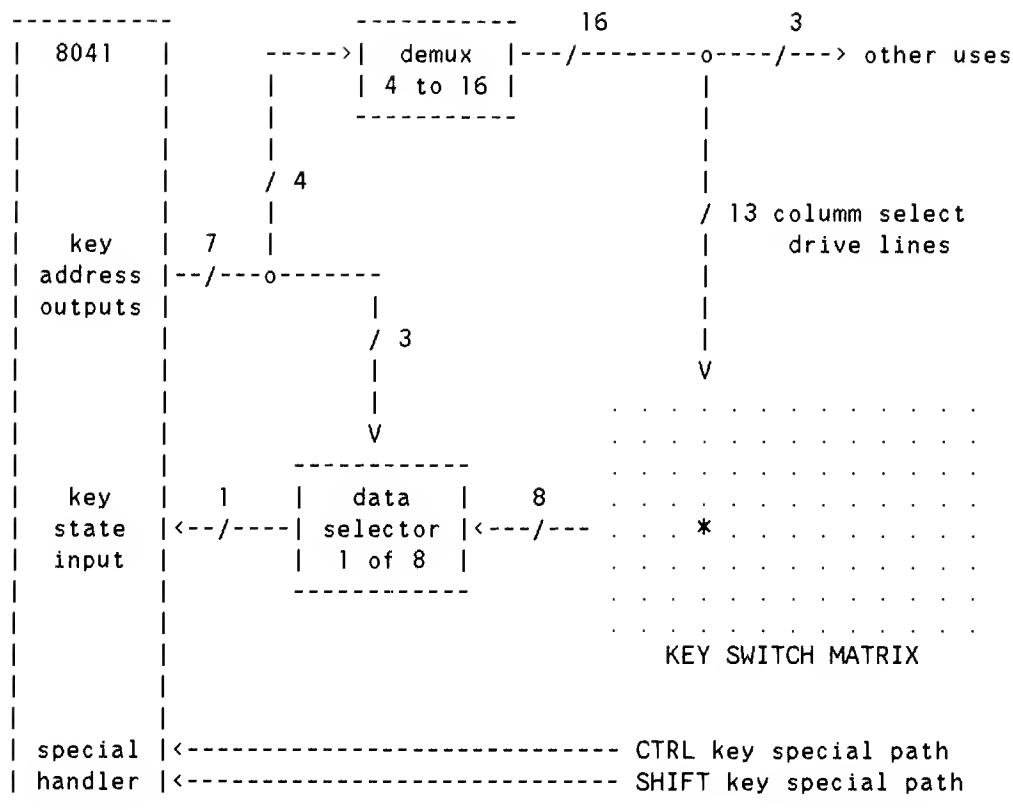 16 3
8041 demux other uses
4 to 16
4
13 columm select
key 7 drive lines
address
outputs
3
key 1 data 8
state selector
input 1 of 8
*
KEY SWITCH MATRIX
special CTRL key special path
handler SHIFT key special path